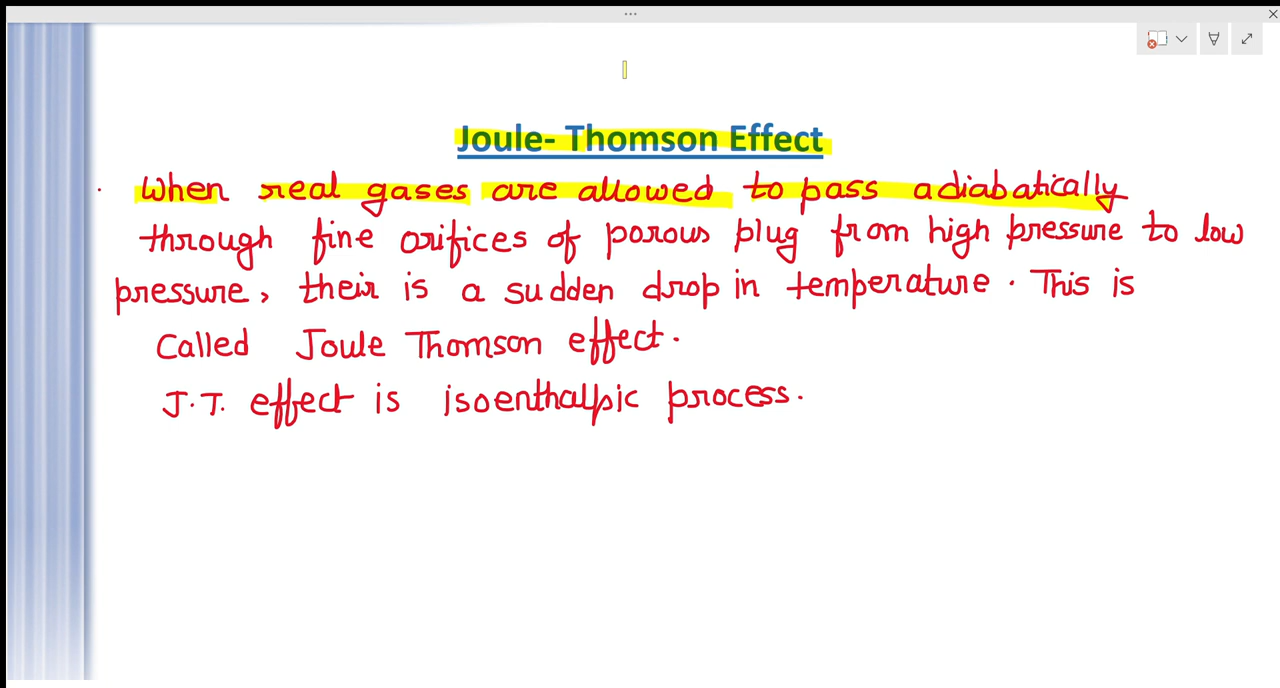 Joule- Thomson Effect
When real gases are allowed to pass adiabatically
through fine orifices of porous plug from high pressure to low
pressure, their is a sudden drop in temperature. This is
Called Joule Thomson effect.
J.T. effect is isoenthalpic process.